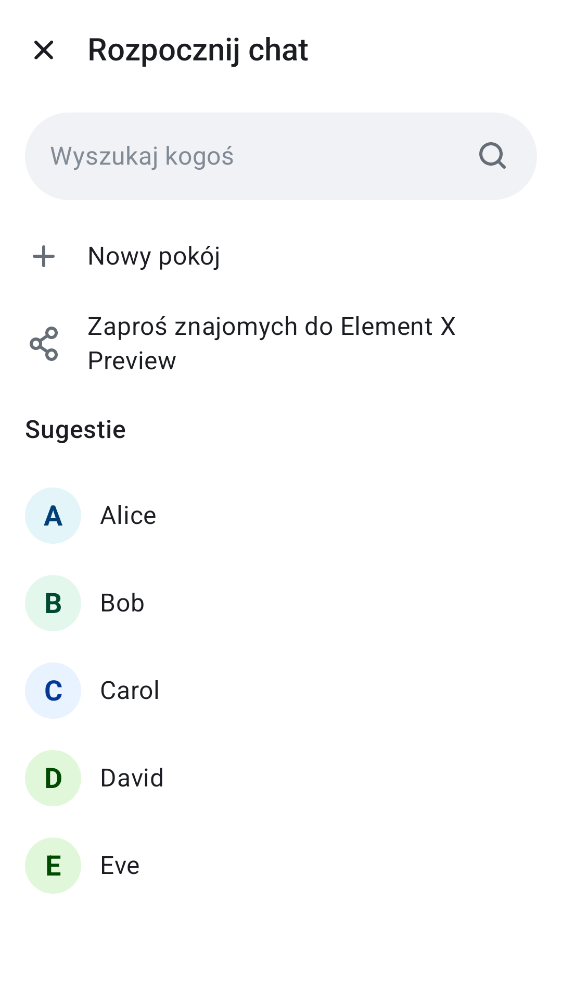 Rozpocznij chat
Wyszukaj kogoś
Nowy pokój
Zaproś znajomych do Element X
Preview
Sugestie
A Alice
B Bob
C Carol
D David
E Eve